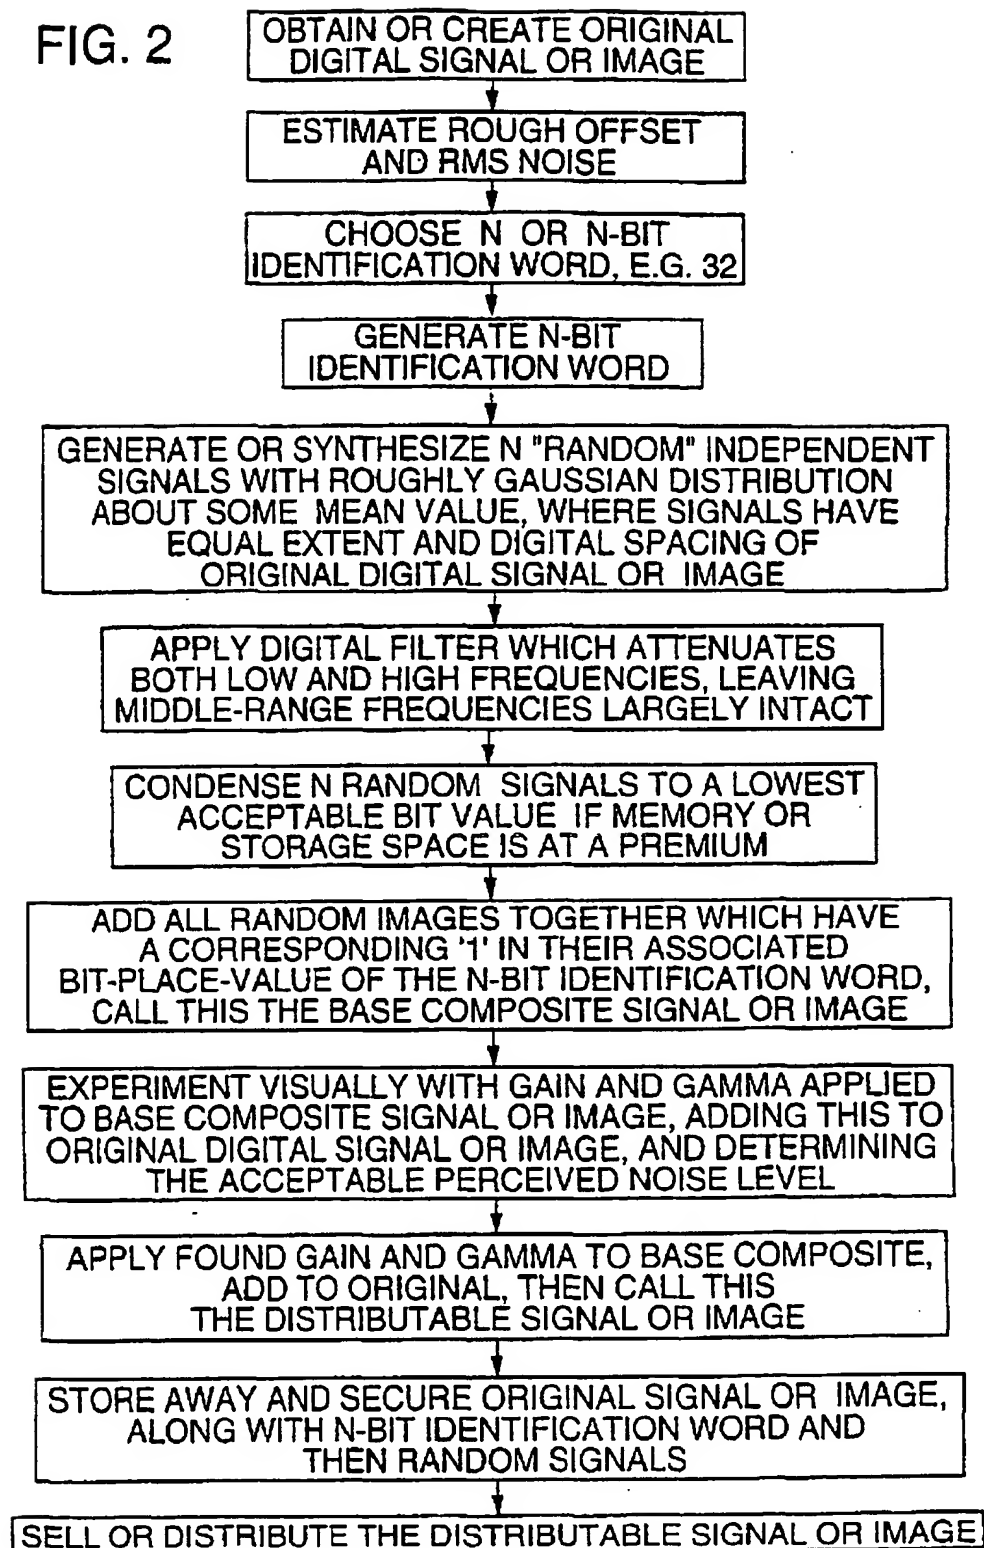 FIG. 2
OBTAIN OR CREATE ORIGINAL
DIGITAL SIGNAL OR IMAGE
ESTIMATE ROUGH OFFSET
AND RMS NOISE
CHOOSE N OR N-BIT
IDENTIFICATION WORD, E.G. 32
GENERATE N-BIT
IDENTIFICATION WORD
GENERATE OR SYNTHESIZE N "RANDOM" INDEPENDENT
SIGNALS WITH ROUGHLY GAUSSIAN DISTRIBUTION
ABOUT SOME MEAN VALUE, WHERE SIGNALS HAVE
EQUAL EXTENT AND DIGITAL SPACING OF
ORIGINAL DIGITAL SIGNAL OR IMAGE
APPLY DIGITAL FILTER WHICH ATTENUATES
BOTH LOW AND HIGH FREQUENCIES, LEAVING
MIDDLE-RANGE FREQUENCIES LARGELY INTACT
CONDENSE N RANDOM SIGNALS TO A LOWEST
ACCEPTABLE BIT VALUE IF MEMORY OR
STORAGE SPACE IS AT A PREMIUM
ADD ALL RANDOM IMAGES TOGETHER WHICH HAVE
A CORRESPONDING '1' IN THEIR ASSOCIATED
BIT-PLACE-VALUE OF THE N-BIT IDENTIFICATION WORD,
CALL THIS THE BASE COMPOSITE SIGNAL OR IMAGE
EXPERIMENT VISUALLY WITH GAIN AND GAMMA APPLIED
TO BASE COMPOSITE SIGNAL OR IMAGE, ADDING THIS TO
ORIGINAL DIGITAL SIGNAL OR IMAGE, AND DETERMINING
THE ACCEPTABLE PERCEIVED NOISE LEVEL
APPLY FOUND GAIN AND GAMMA TO BASE COMPOSITE,
ADD TO ORIGINAL, THEN CALL THIS
THE DISTRIBUTABLE SIGNAL OR IMAGE
STORE AWAY AND SECURE ORIGINAL SIGNAL OR IMAGE,
ALONG WITH N-BIT IDENTIFICATION WORD AND
THEN RANDOM SIGNALS
SELL OR DISTRIBUTE THE DISTRIBUTABLE SIGNAL OR IMAGE